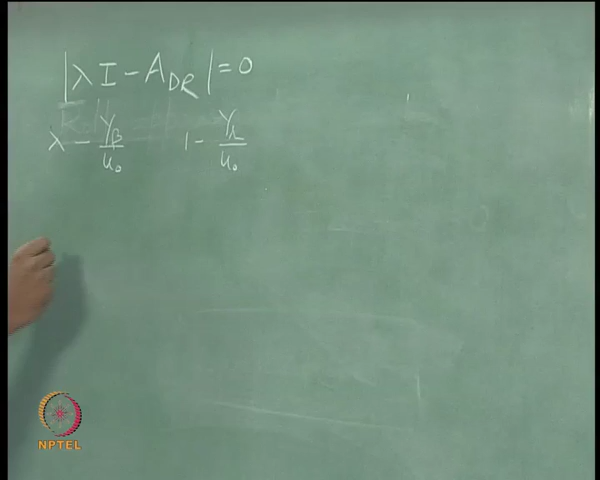 |λI - A_DR| = 0
λ - Y_β/u₀    1 - Y_r/u₀
NPTEL